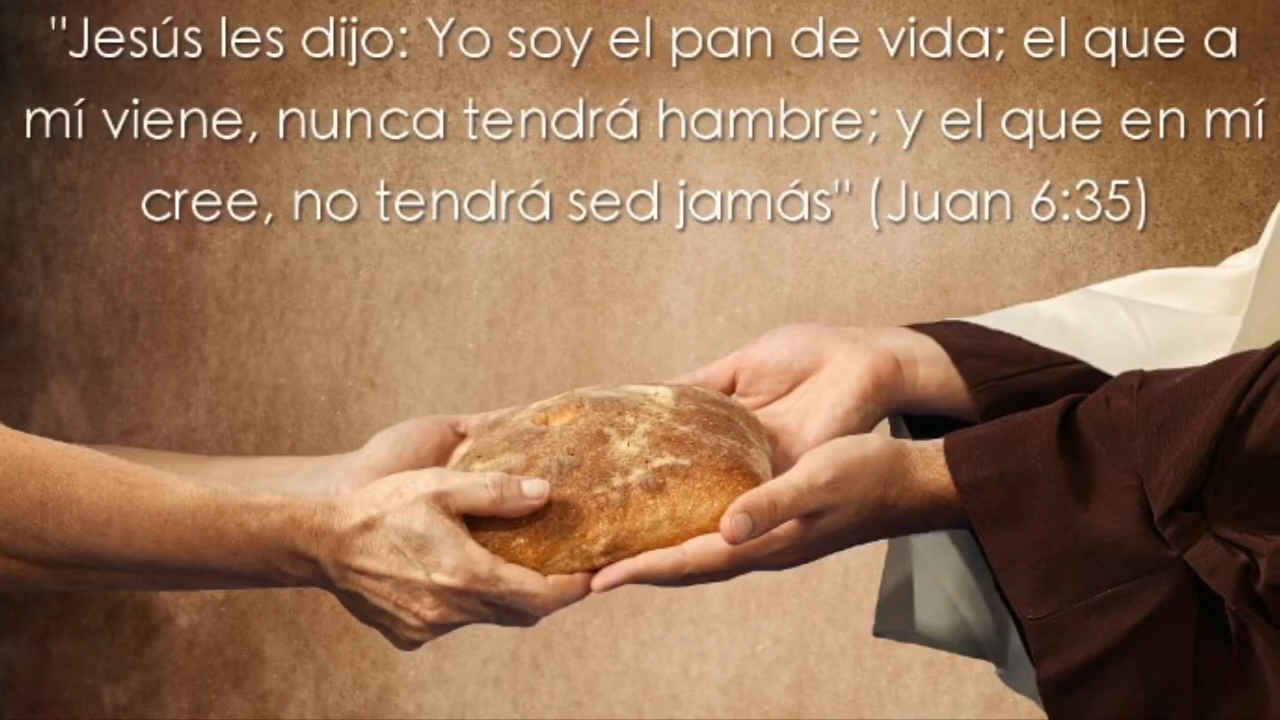 "Jesús les dijo: Yo soy el pan de vida; el que a
mí viene, nunca tendrá hambre; y el que en mí
cree, no tendrá sed jamás" (Juan 6:35)